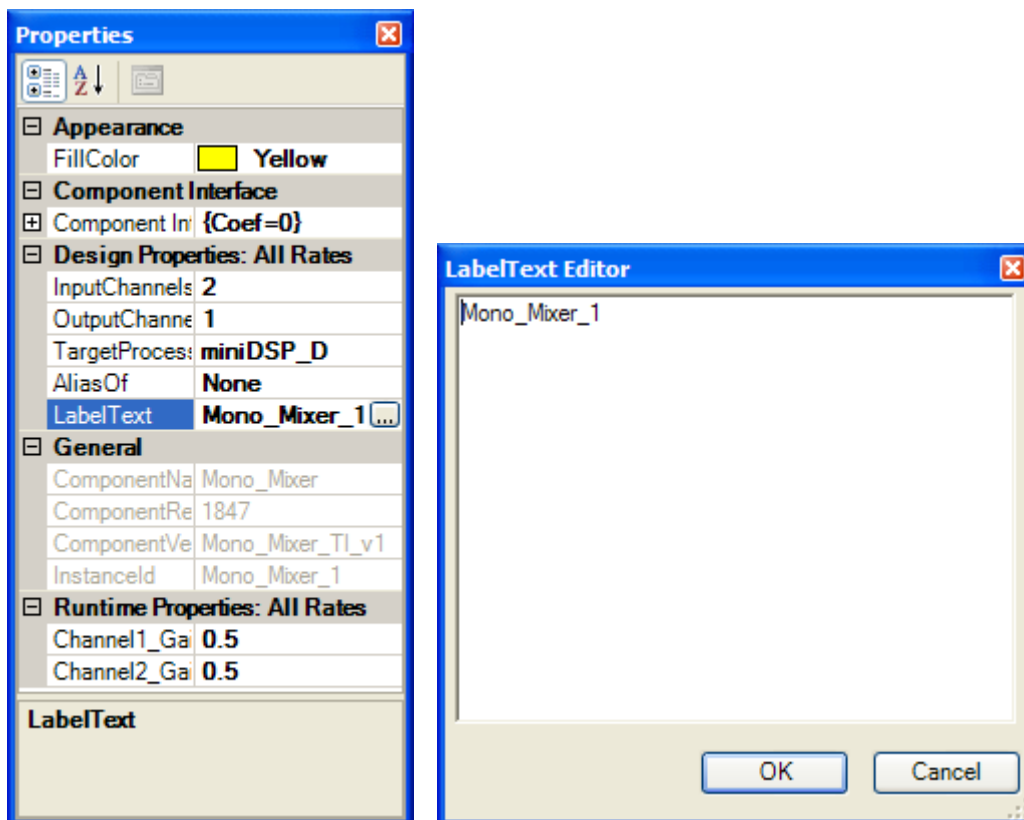 Properties
Appearance
FillColor Yellow
Component Interface
Component In {Coef=0}
Design Properties: All Rates
InputChannels 2
OutputChanne 1
TargetProcess miniDSP_D
AliasOf None
LabelText Mono_Mixer_1 ...
General
ComponentNa Mono_Mixer
ComponentRe 1847
ComponentVe Mono_Mixer_TI_v1
InstanceId Mono_Mixer_1
Runtime Properties: All Rates
Channel1_Gai 0.5
Channel2_Gai 0.5
LabelText
LabelText Editor
Mono_Mixer_1
OK Cancel